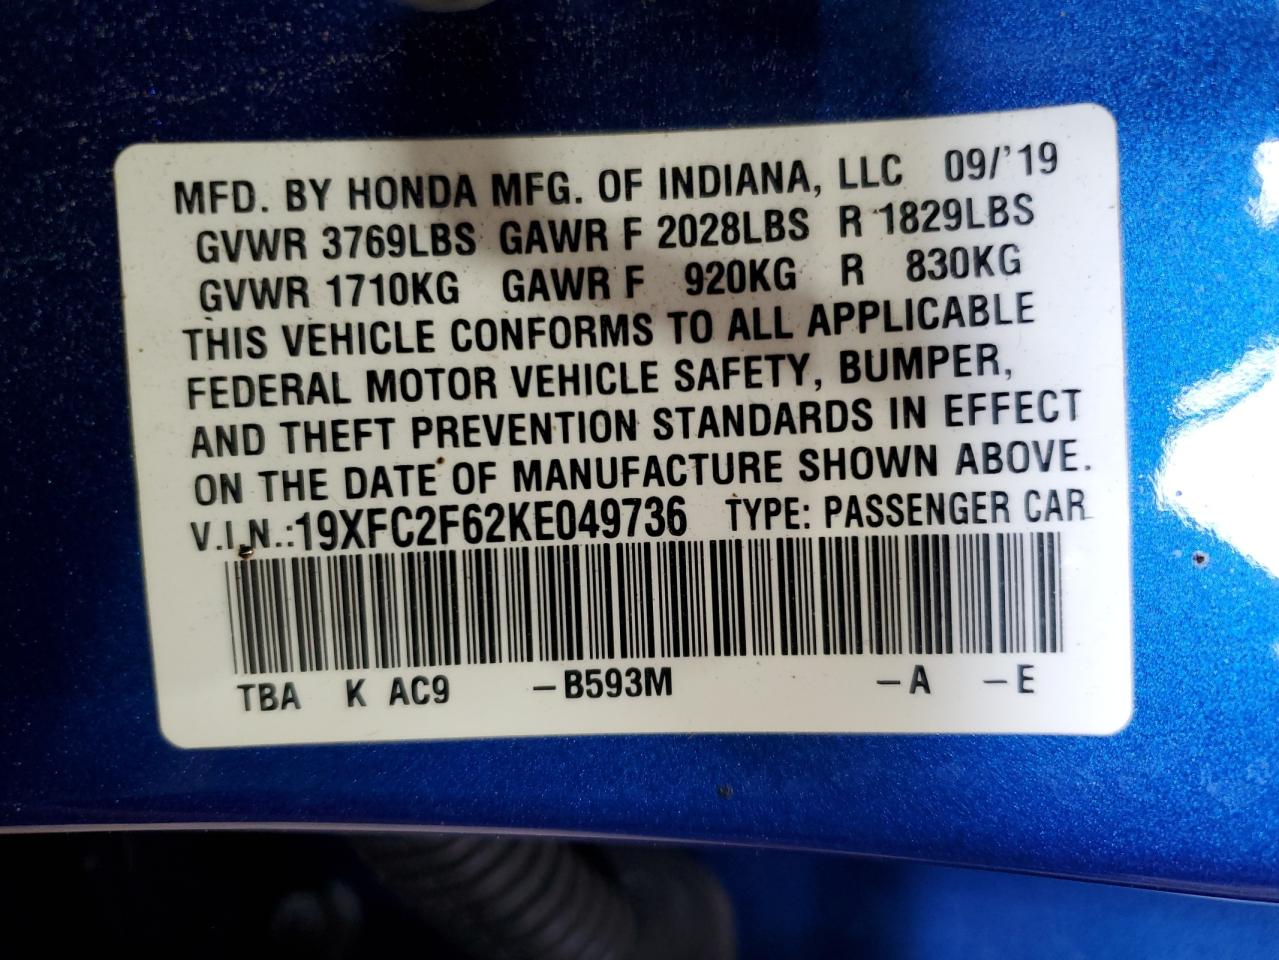 MFD. BY HONDA MFG. OF INDIANA, LLC 09/'19
GVWR 3769LBS GAWR F 2028LBS R 1829LBS
GVWR 1710KG GAWR F 920KG R 830KG
THIS VEHICLE CONFORMS TO ALL APPLICABLE
FEDERAL MOTOR VEHICLE SAFETY, BUMPER,
AND THEFT PREVENTION STANDARDS IN EFFECT
ON THE DATE OF MANUFACTURE SHOWN ABOVE.
V.I.N.:19XFC2F62KE049736 TYPE: PASSENGER CAR
TBA K AC9 –B593M –A –E